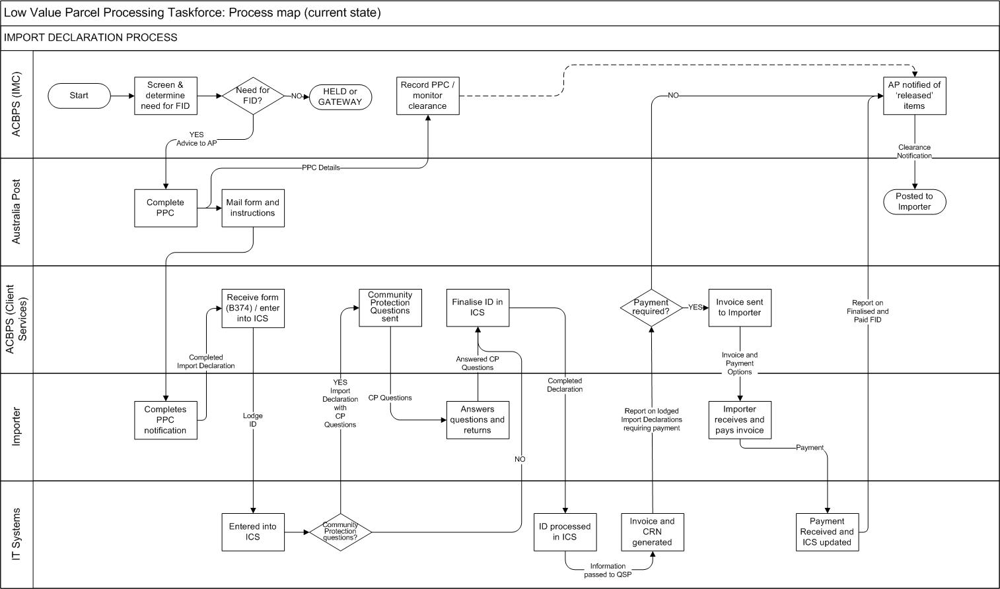 Low Value Parcel Processing Taskforce: Process map (current state)
IMPORT DECLARATION PROCESS
ACBPS (IMC)
Start
Screen &
determine
need for FID
Need for
FID?
NO
HELD or
GATEWAY
YES
Advice to AP
Record PPC /
monitor
clearance
NO
AP notified of
‘released’
items
Clearance
Notification
Australia Post
Complete
PPC
Mail form and
instructions
PPC Details
Posted to
Importer
ACBPS (Client
Services)
Receive form
(B374) / enter
into ICS
Completed
Import Declaration
Community
Protection
Questions
sent
Finalise ID in
ICS
Answered CP
Questions
Payment
required?
YES
Invoice sent
to Importer
Invoice and
Payment
Options
Report on
Finalised and
Paid FID
Importer
Completes
PPC
notification
Lodge
ID
YES
Import
Declaration
with
CP
Questions
CP Questions
Answers
questions and
returns
NO
Completed
Declaration
Report on lodged
Import Declarations
requiring payment
Importer
receives and
pays invoice
Payment
IT Systems
Entered into
ICS
Community
Protection
questions?
ID processed
in ICS
Information
passed to QSP
Invoice and
CRN
generated
Payment
Received and
ICS updated